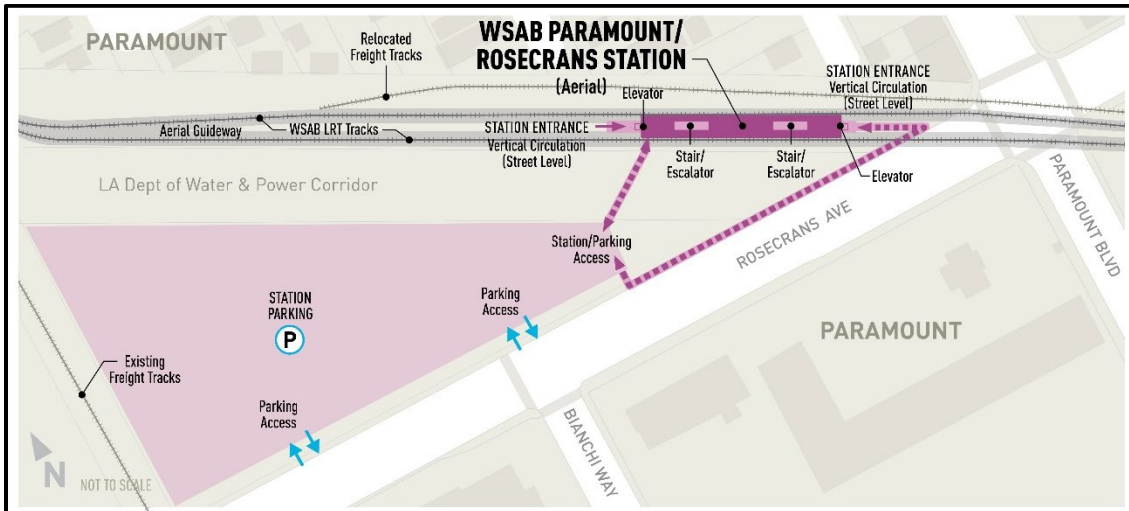 PARAMOUNT
Relocated
Freight Tracks
WSAB PARAMOUNT/
ROSECRANS STATION
(Aerial)
Elevator
STATION ENTRANCE
Vertical Circulation
(Street Level)
Aerial Guideway
WSAB LRT Tracks
STATION ENTRANCE
Vertical Circulation
(Street Level)
Stair/
Escalator
Stair/
Escalator
Elevator
LA Dept of Water & Power Corridor
PARAMOUNT BLVD
ROSECRANS AVE
Station/Parking
Access
STATION
PARKING
P
Parking
Access
PARAMOUNT
Existing
Freight Tracks
Parking
Access
BIANCHI WAY
N
NOT TO SCALE